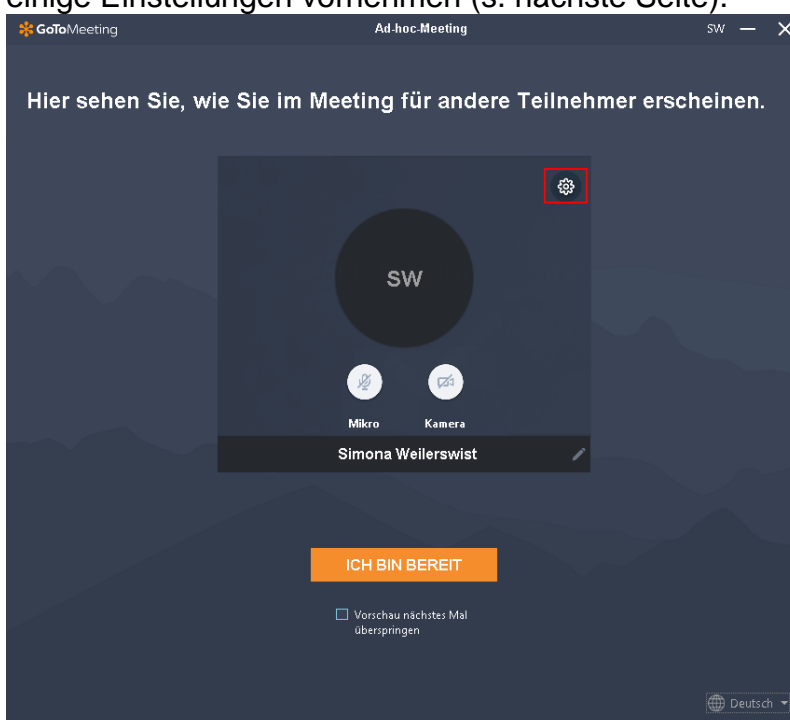 einige Einstellungen vornehmen (s. nächste Seite).
GoToMeeting Ad-hoc-Meeting SW
Hier sehen Sie, wie Sie im Meeting für andere Teilnehmer erscheinen.
SW
Mikro Kamera
Simona Weilerswist
ICH BIN BEREIT
Vorschau nächstes Mal
überspringen
Deutsch